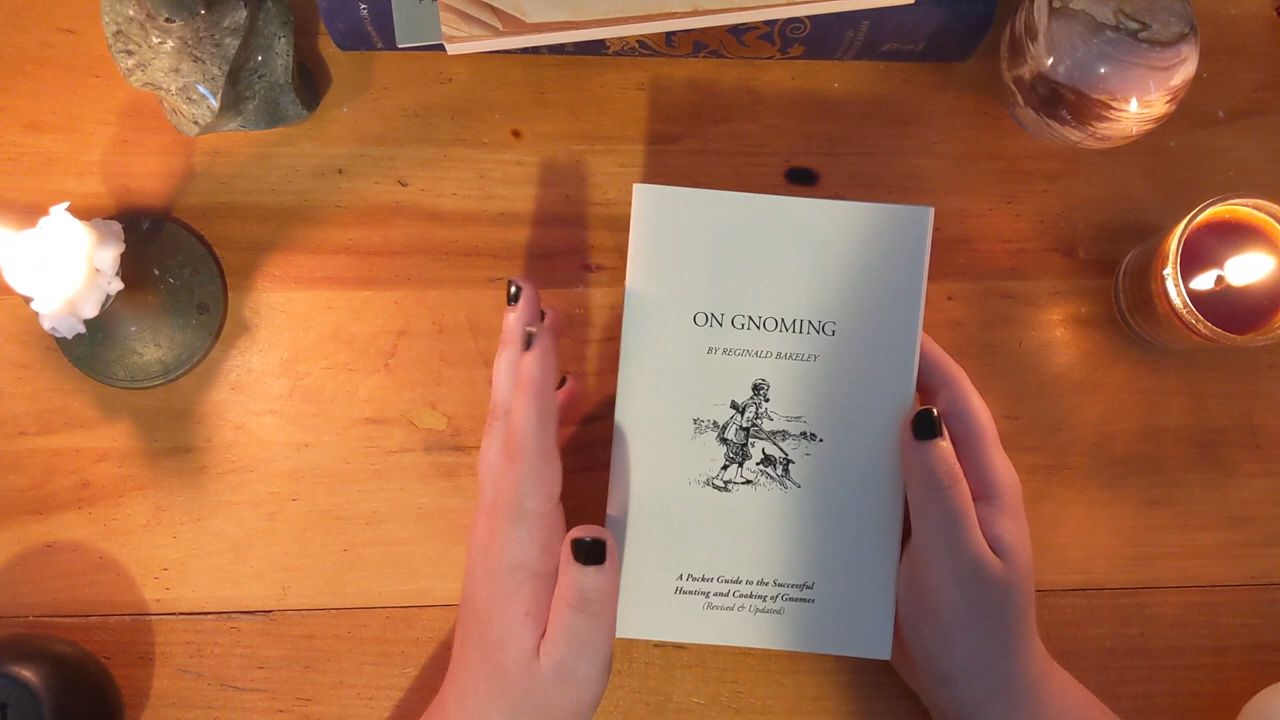 ON GNOMING
BY REGINALD BAKELEY
A Pocket Guide to the Successful
Hunting and Cooking of Gnomes
(Revised & Updated)